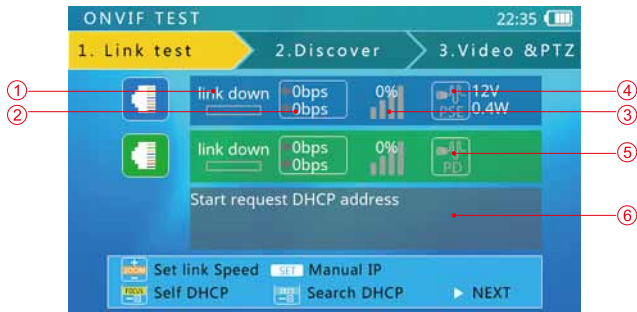 ONVIF TEST 22:35
1. Link test 2.Discover 3.Video &PTZ
1 link down 0bps 0% 12V 4
2 0bps PSE 0.4W 3
link down 0bps 0% 5
0bps PD
Start request DHCP address
6
ZOOM Set link Speed SET Manual IP
FOCUS Self DHCP Search DHCP NEXT